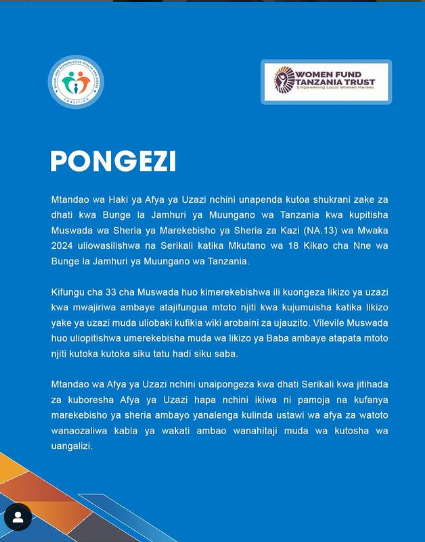 WOMEN FUND
TANZANIA TRUST
Empowering Local Women Heroes
PONGEZI
Mtandao wa Haki ya Afya ya Uzazi nchini unapenda kutoa shukrani zake za
dhati kwa Bunge la Jamhuri ya Muungano wa Tanzania kwa kupitisha
Muswada wa Sheria ya Marekebisho ya Sheria za Kazi (NA.13) wa Mwaka
2024 uliowasilishwa na Serikali katika Mkutano wa 18 Kikao cha Nne wa
Bunge la Jamhuri ya Muungano wa Tanzania.
Kifungu cha 33 cha Muswada huo kimerekebishwa ili kuongeza likizo ya uzazi
kwa mwajiriwa ambaye atajifungua mtoto njiti kwa kujumuisha katika likizo
yake ya uzazi muda uliobaki kufikia wiki arobaini za ujauzito. Vilevile Muswada
huo uliopitishwa umerekebisha muda wa likizo ya Baba ambaye atapata mtoto
njiti kutoka kutoka siku tatu hadi siku saba.
Mtandao wa Afya ya Uzazi nchini unaipongeza kwa dhati Serikali kwa jitihada
za kuboresha Afya ya Uzazi hapa nchini ikiwa ni pamoja na kufanya
marekebisho ya sheria ambayo yanalenga kulinda ustawi wa afya za watoto
wanaozaliwa kabla ya wakati ambao wanahitaji muda wa kutosha wa
uangalizi.